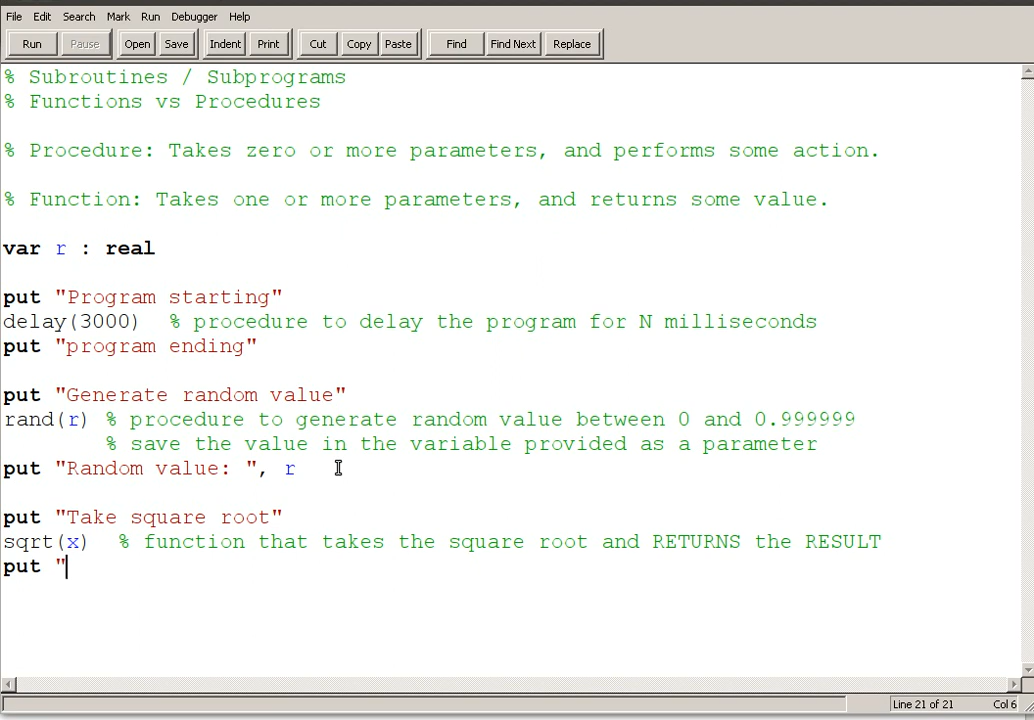 File Edit Search Mark Run Debugger Help
Run Pause Open Save Indent Print Cut Copy Paste Find Find Next Replace
% Subroutines / Subprograms
% Functions vs Procedures
% Procedure: Takes zero or more parameters, and performs some action.
% Function: Takes one or more parameters, and returns some value.
var r : real
put "Program starting"
delay(3000) % procedure to delay the program for N milliseconds
put "program ending"
put "Generate random value"
rand(r) % procedure to generate random value between 0 and 0.999999
% save the value in the variable provided as a parameter
put "Random value: ", r
put "Take square root"
sqrt(x) % function that takes the square root and RETURNS the RESULT
put "
Line 21 of 21 Col 6